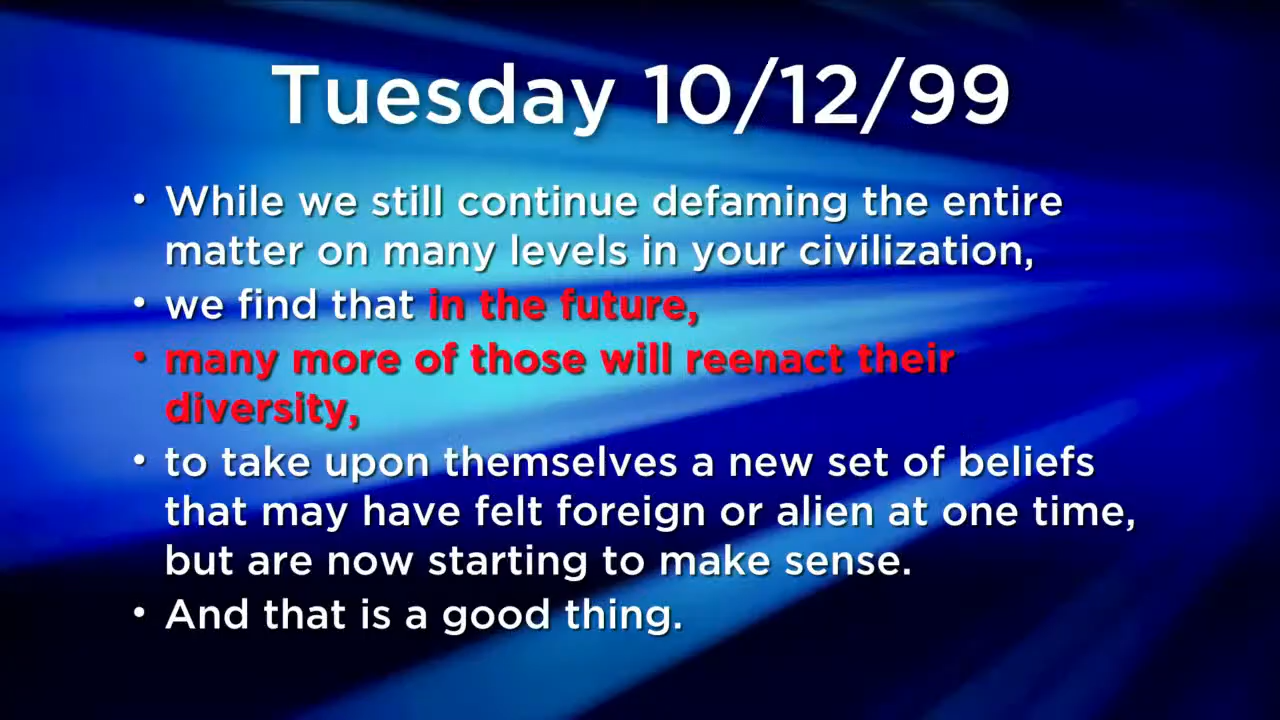 Tuesday 10/12/99
• While we still continue defaming the entire
matter on many levels in your civilization,
• we find that in the future,
• many more of those will reenact their
diversity,
• to take upon themselves a new set of beliefs
that may have felt foreign or alien at one time,
but are now starting to make sense.
• And that is a good thing.